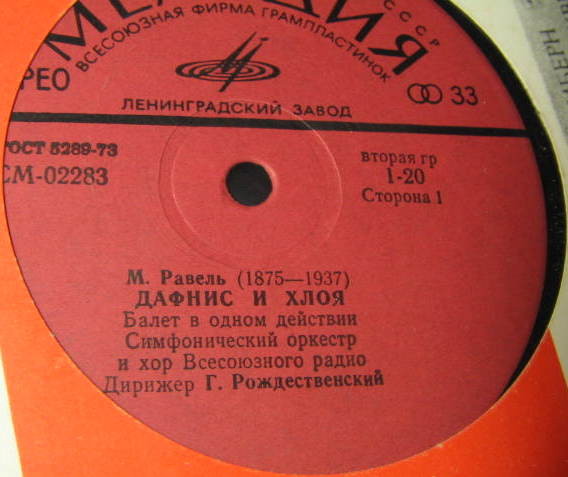 МЕЛОДИЯ
СССР
ВСЕСОЮЗНАЯ ФИРМА ГРАМПЛАСТИНОК
РЕО
33
ЛЕНИНГРАДСКИЙ ЗАВОД
ГОСТ 5289-73
СМ-02283
вторая гр
1-20
Сторона 1
М. Равель (1875—1937)
ДАФНИС И ХЛОЯ
Балет в одном действии
Симфонический оркестр
и хор Всесоюзного радио
Дирижер Г. Рождественский